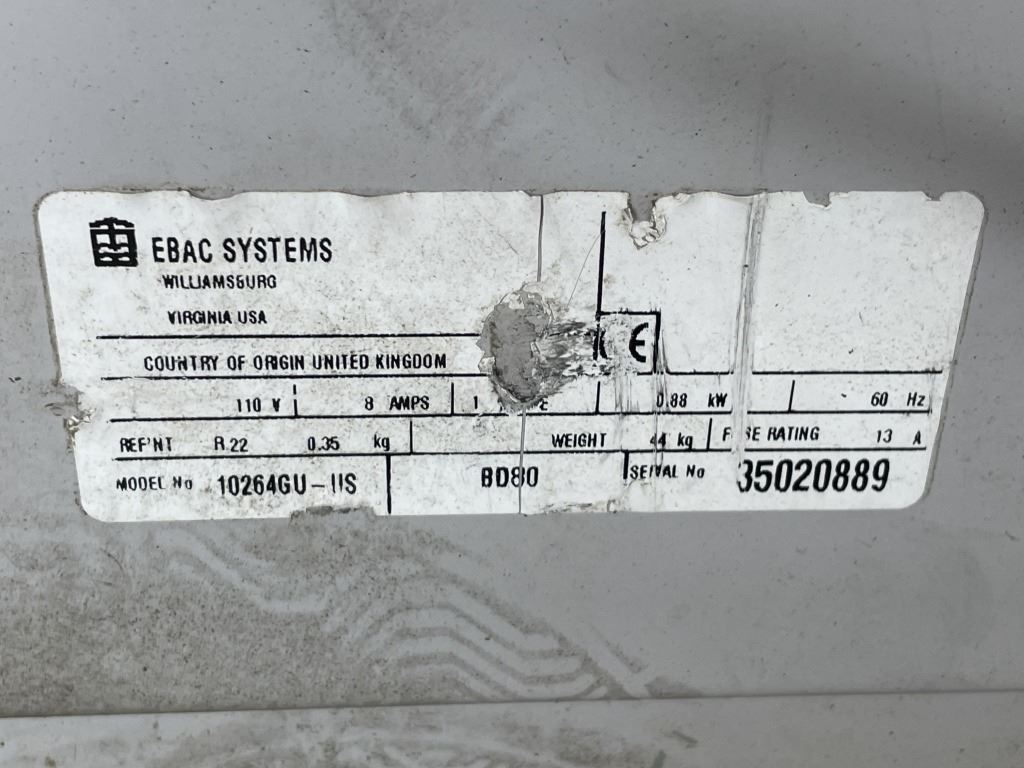 EBAC SYSTEMS
WILLIAMSBURG
VIRGINIA USA
COUNTRY OF ORIGIN UNITED KINGDOM
CE
110 V 8 AMPS 1 0.88 kW 60 Hz
REF'NT R.22 0.35 kg WEIGHT 44 kg RATING 13 A
MODEL No 10264GU-US BD80 SERIAL No 35020889